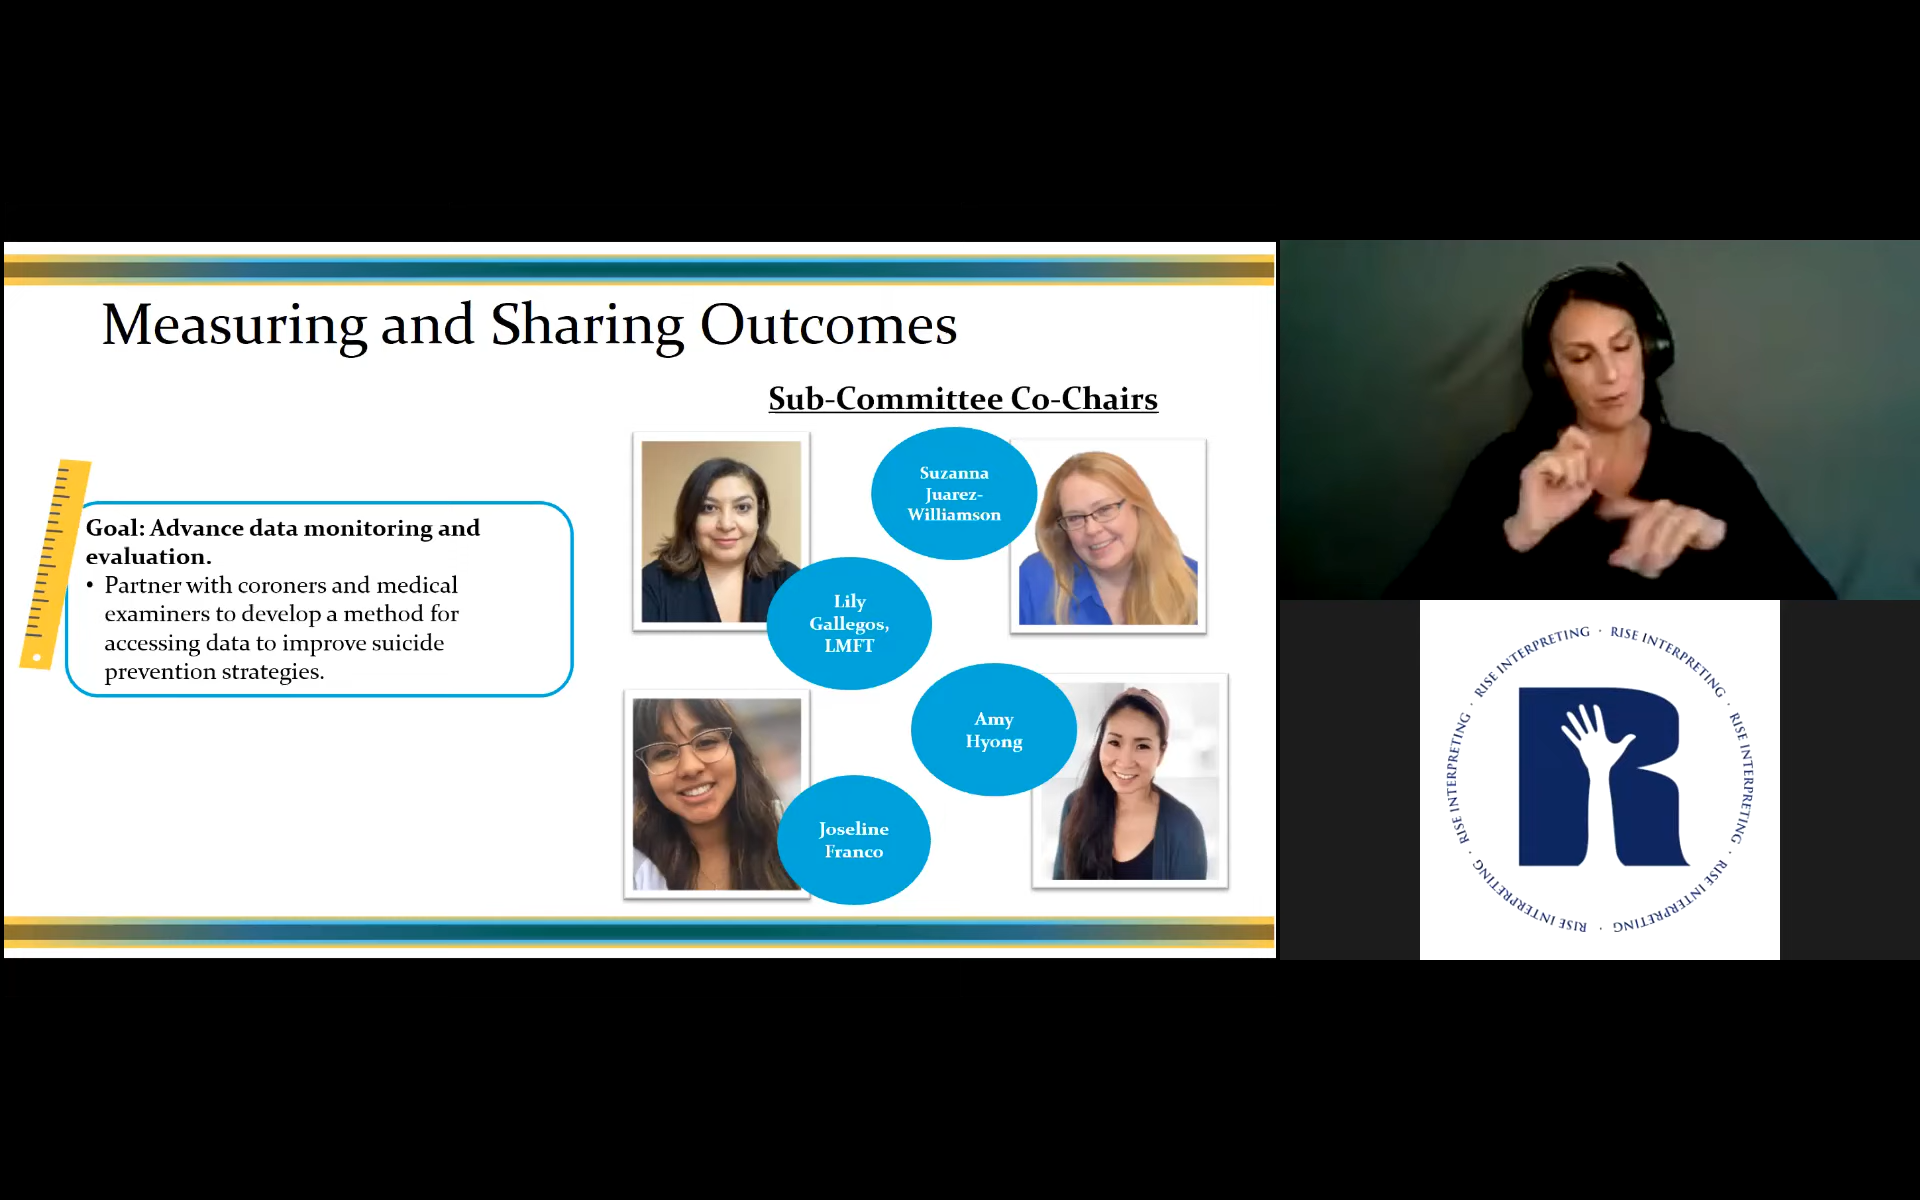 Measuring and Sharing Outcomes
Sub-Committee Co-Chairs
Goal: Advance data monitoring and
evaluation.
• Partner with coroners and medical
examiners to develop a method for
accessing data to improve suicide
prevention strategies.
Suzanna
Juarez-
Williamson
Lily
Gallegos,
LMFT
Amy
Hyong
Joseline
Franco
RISE INTERPRETING · RISE INTERPRETING · RISE INTERPRETING · RISE INTERPRETING · RISE INTERPRETING · RISE INTERPRETING · RISE INTERPRETING ·
R